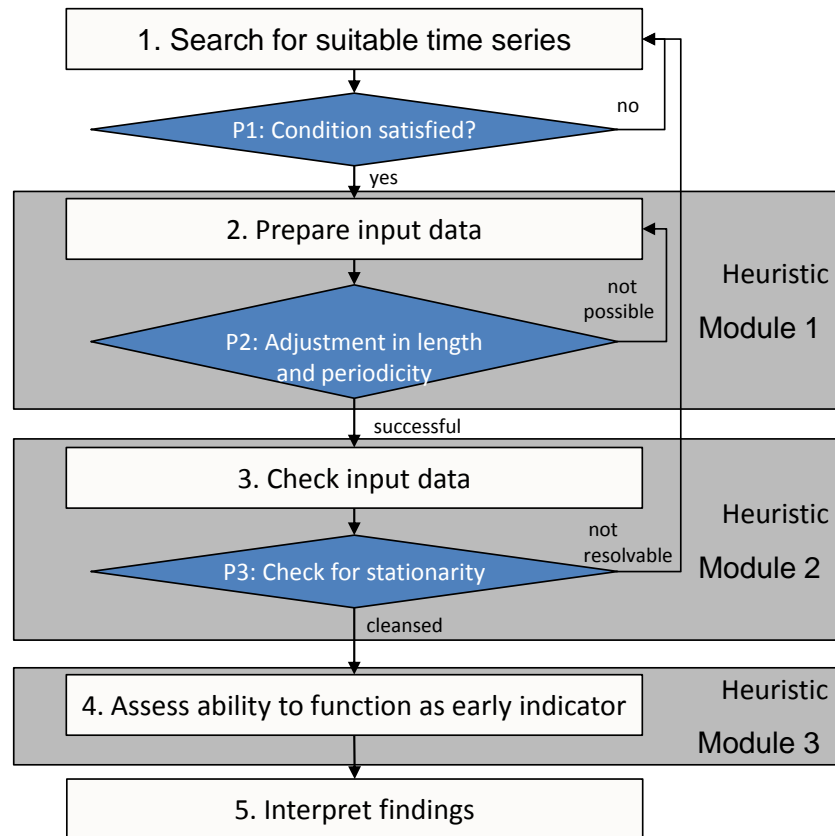 1. Search for suitable time series
P1: Condition satisfied?
no
yes
2. Prepare input data
not
possible
Heuristic
Module 1
P2: Adjustment in length
and periodicity
successful
3. Check input data
not
resolvable
Heuristic
Module 2
P3: Check for stationarity
cleansed
4. Assess ability to function as early indicator
Heuristic
Module 3
5. Interpret findings